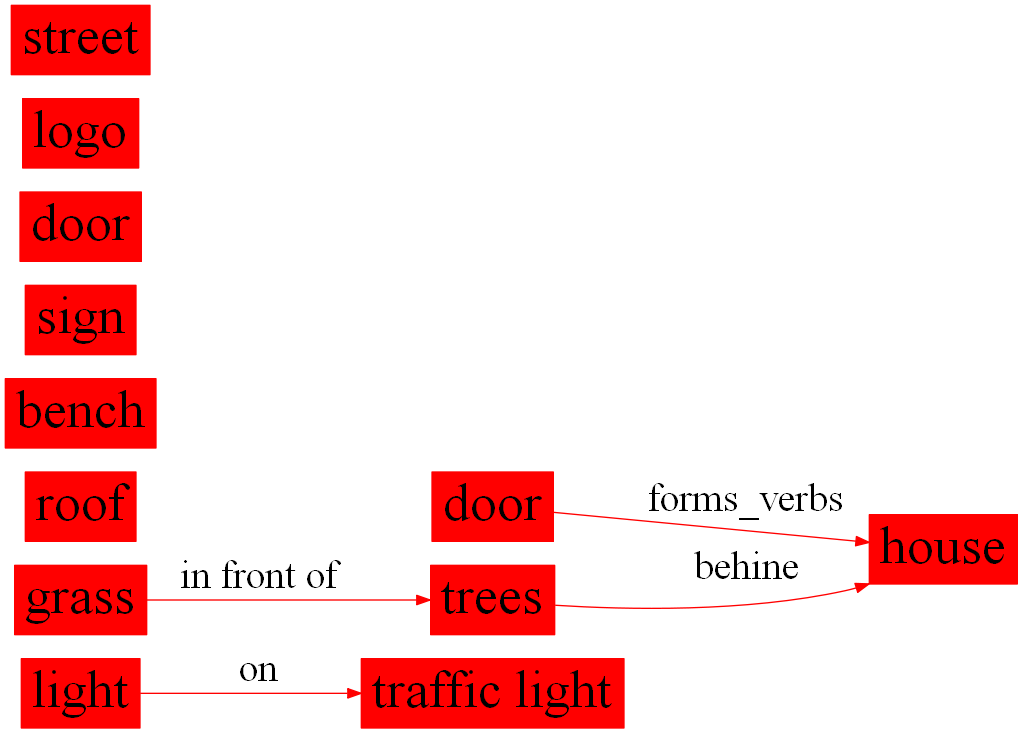 street
logo
door
sign
bench
roof
door
forms_verbs
house
behine
grass
in front of
trees
light
on
traffic light